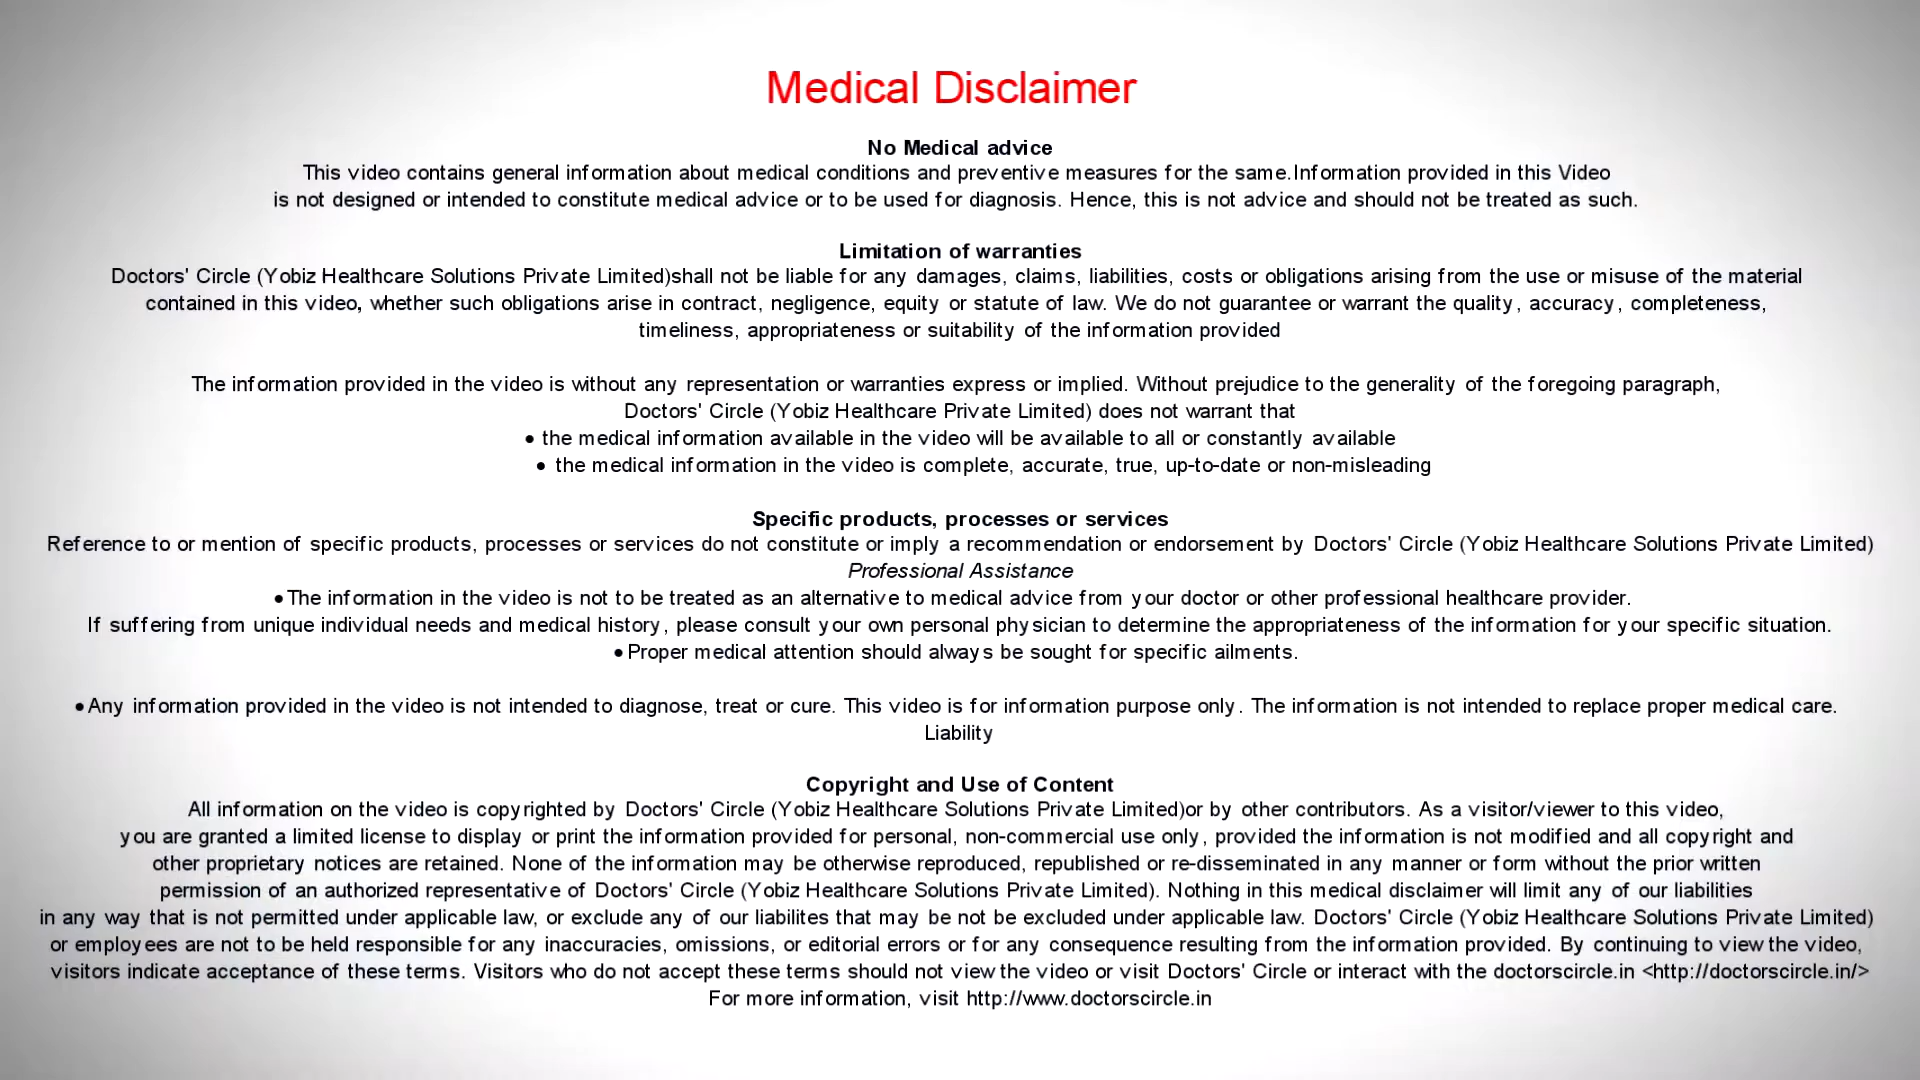 Medical Disclaimer
No Medical advice
This video contains general information about medical conditions and preventive measures for the same.Information provided in this Video
is not designed or intended to constitute medical advice or to be used for diagnosis. Hence, this is not advice and should not be treated as such.
Limitation of warranties
Doctors' Circle (Yobiz Healthcare Solutions Private Limited)shall not be liable for any damages, claims, liabilities, costs or obligations arising from the use or misuse of the material
contained in this video, whether such obligations arise in contract, negligence, equity or statute of law. We do not guarantee or warrant the quality, accuracy, completeness,
timeliness, appropriateness or suitability of the information provided
The information provided in the video is without any representation or warranties express or implied. Without prejudice to the generality of the foregoing paragraph,
Doctors' Circle (Yobiz Healthcare Private Limited) does not warrant that
• the medical information available in the video will be available to all or constantly available
• the medical information in the video is complete, accurate, true, up-to-date or non-misleading
Specific products, processes or services
Reference to or mention of specific products, processes or services do not constitute or imply a recommendation or endorsement by Doctors' Circle (Yobiz Healthcare Solutions Private Limited)
Professional Assistance
•The information in the video is not to be treated as an alternative to medical advice from your doctor or other professional healthcare provider.
If suffering from unique individual needs and medical history, please consult your own personal physician to determine the appropriateness of the information for your specific situation.
•Proper medical attention should always be sought for specific ailments.
•Any information provided in the video is not intended to diagnose, treat or cure. This video is for information purpose only. The information is not intended to replace proper medical care.
Liability
Copyright and Use of Content
All information on the video is copyrighted by Doctors' Circle (Yobiz Healthcare Solutions Private Limited)or by other contributors. As a visitor/viewer to this video,
you are granted a limited license to display or print the information provided for personal, non-commercial use only, provided the information is not modified and all copyright and
other proprietary notices are retained. None of the information may be otherwise reproduced, republished or re-disseminated in any manner or form without the prior written
permission of an authorized representative of Doctors' Circle (Yobiz Healthcare Solutions Private Limited). Nothing in this medical disclaimer will limit any of our liabilities
in any way that is not permitted under applicable law, or exclude any of our liabilites that may be not be excluded under applicable law. Doctors' Circle (Yobiz Healthcare Solutions Private Limited)
or employees are not to be held responsible for any inaccuracies, omissions, or editorial errors or for any consequence resulting from the information provided. By continuing to view the video,
visitors indicate acceptance of these terms. Visitors who do not accept these terms should not view the video or visit Doctors' Circle or interact with the doctorscircle.in <http://doctorscircle.in/>
For more information, visit http://www.doctorscircle.in